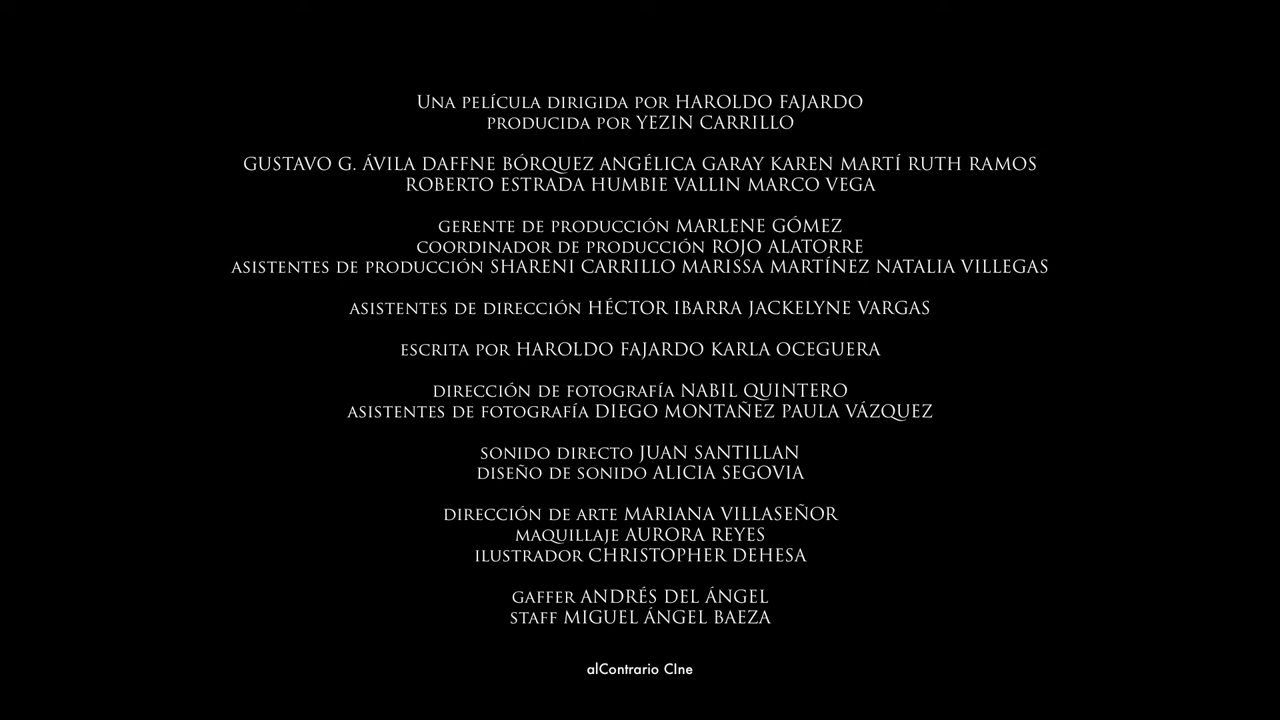 Una película dirigida por HAROLDO FAJARDO
producida por YEZIN CARRILLO
GUSTAVO G. ÁVILA DAFFNE BÓRQUEZ ANGÉLICA GARAY KAREN MARTÍ RUTH RAMOS
ROBERTO ESTRADA HUMBIE VALLIN MARCO VEGA
gerente de producción MARLENE GÓMEZ
coordinador de producción ROJO ALATORRE
asistentes de producción SHARENI CARRILLO MARISSA MARTÍNEZ NATALIA VILLEGAS
asistentes de dirección HÉCTOR IBARRA JACKELYNE VARGAS
escrita por HAROLDO FAJARDO KARLA OCEGUERA
dirección de fotografía NABIL QUINTERO
asistentes de fotografía DIEGO MONTAÑEZ PAULA VÁZQUEZ
sonido directo JUAN SANTILLAN
diseño de sonido ALICIA SEGOVIA
dirección de arte MARIANA VILLASEÑOR
maquillaje AURORA REYES
ilustrador CHRISTOPHER DEHESA
gaffer ANDRÉS DEL ÁNGEL
staff MIGUEL ÁNGEL BAEZA
alContrario CIne